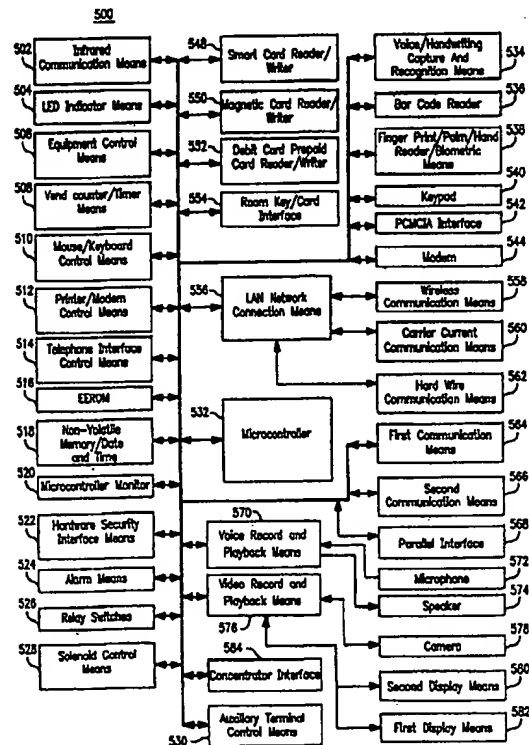 500
502
Infrared
Communication Means
504
LED Indicator Means
506
Equipment Control
Means
508
Vend counter/Timer
Means
510
Mouse/Keyboard
Control Means
512
Printer/Modem
Control Means
514
Telephone Interface
Control Means
516
EEROM
518
Non-Volatile
Memory/Date
and Time
520
Microcontroller Monitor
522
Hardware Security
Interface Means
524
Alarm Means
526
Relay Switches
528
Solenoid Control
Means
548
Smart Card Reader/
Writer
550
Magnetic Card Reader/
Writer
552
Debit Card Prepaid
Card Reader/Writer
554
Room Key/Card
Interface
556
LAN Network
Connection Means
532
Microcontroller
570
Voice Record and
Playback Means
Video Record and
Playback Means
576
584
Concentrator Interface
Auxiliary Terminal
Control Means
530
Voice/Handwriting
Capture And
Recognition Means
534
536
Bar Code Reader
538
Finger Print/Palm/Hand
Reader/Biometric
Means
540
Keypad
542
PCMCIA Interface
544
Modem
558
Wireless
Communication Means
560
Carrier Current
Communication Means
562
Hard Wire
Communication Means
564
First Communication
Means
566
Second
Communication Means
568
Parallel Interface
572
Microphone
574
Speaker
578
Camera
580
Second Display Means
582
First Display Means